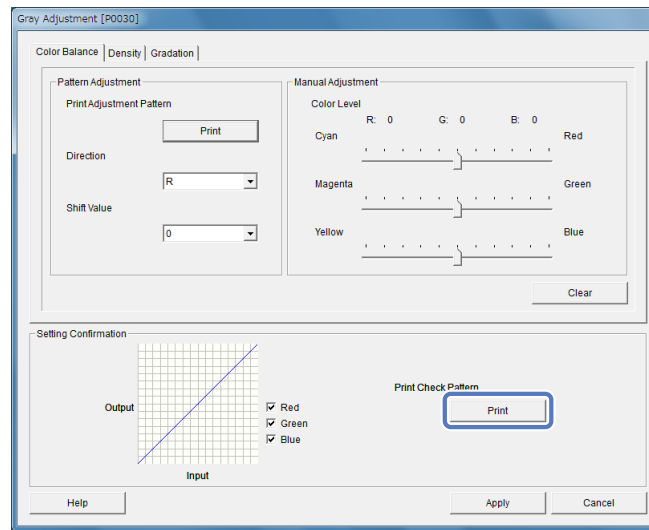 Gray Adjustment [P0030]
Color Balance Density Gradation
Pattern Adjustment
Print Adjustment Pattern
Print
Direction
R
Shift Value
0
Manual Adjustment
Color Level
R: 0 G: 0 B: 0
Cyan Red
Magenta Green
Yellow Blue
Clear
Setting Confirmation
Output
Input
Red
Green
Blue
Print Check Pattern
Print
Help Apply Cancel